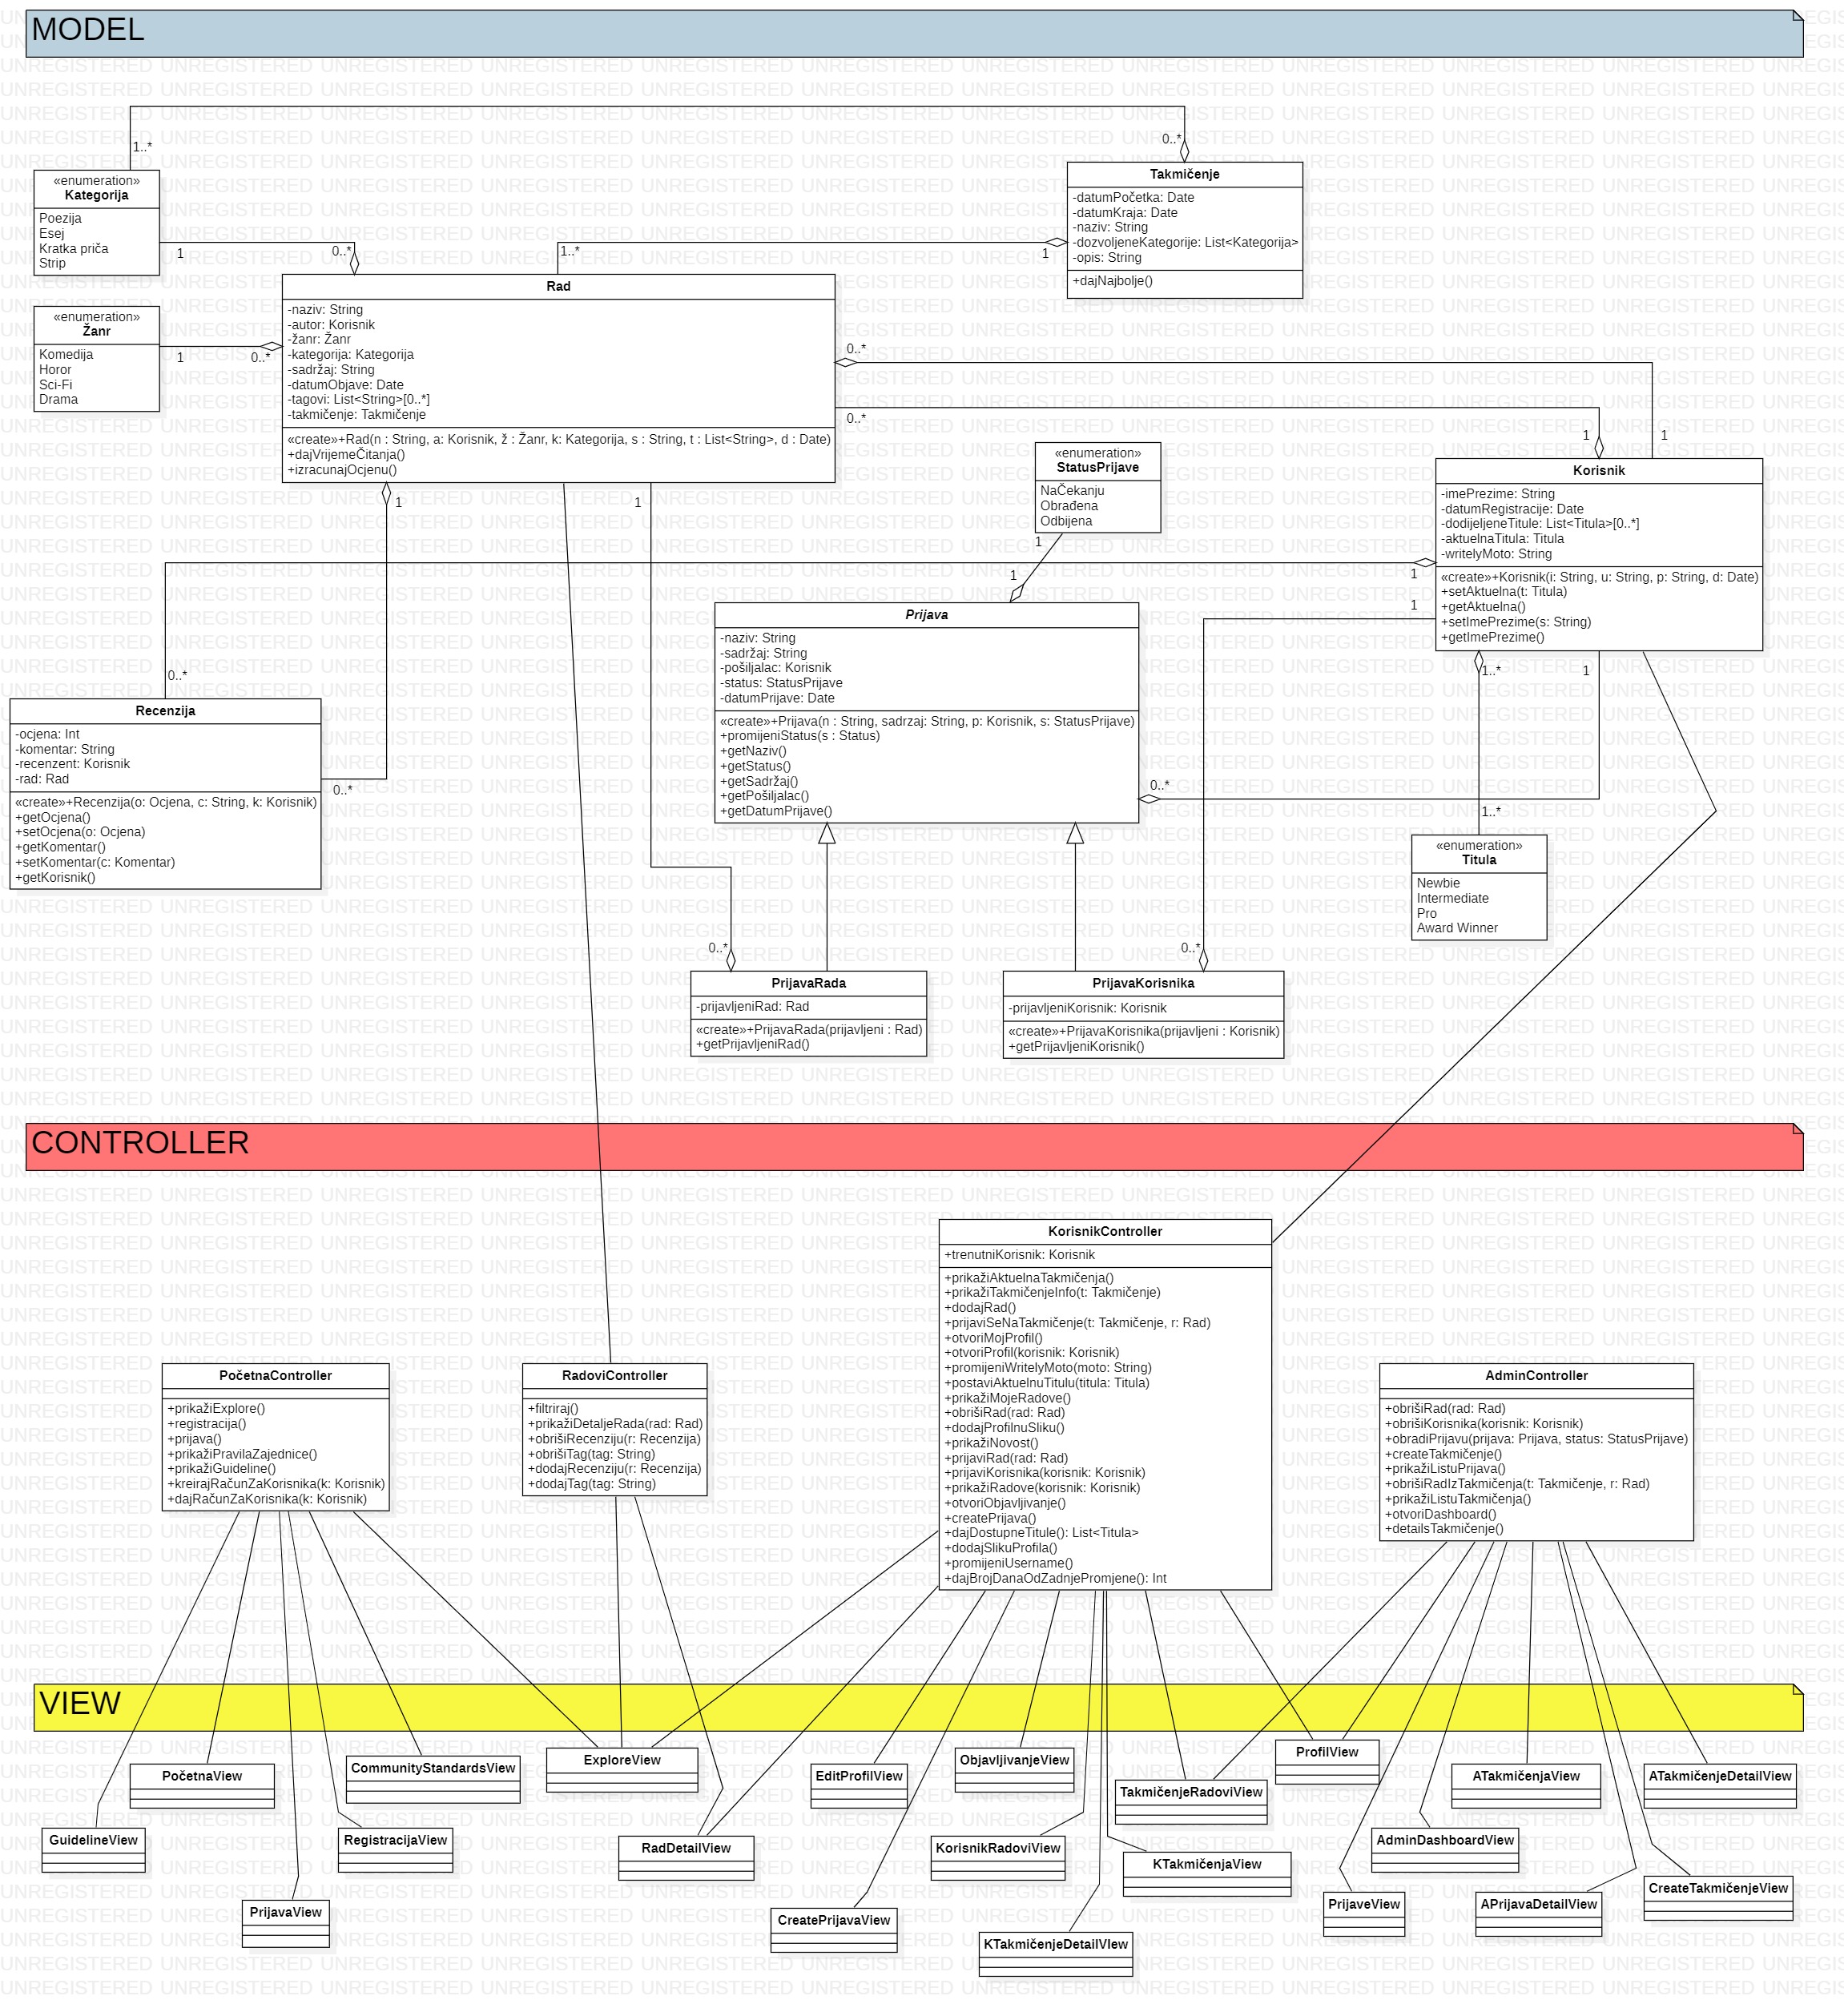 MODEL
1..*
0..*
«enumeration»
Kategorija
Poezija
Esej
Kratka priča
Strip
1
0..*
Takmičenje
-datumPočetka: Date
-datumKraja: Date
-naziv: String
-dozvoljeneKategorije: List<Kategorija>
-opis: String
+dajNajbolje()
1..*
1
«enumeration»
Žanr
Komedija
Horor
Sci-Fi
Drama
1
0..*
Rad
-naziv: String
-autor: Korisnik
-žanr: Žanr
-kategorija: Kategorija
-sadržaj: String
-datumObjave: Date
-tagovi: List<String>[0..*]
-takmičenje: Takmičenje
«create»+Rad(n : String, a: Korisnik, ž : Žanr, k: Kategorija, s : String, t : List<String>, d : Date)
+dajVrijemeČitanja()
+izracunajOcjenu()
0..*
0..*
1
1
1
1
«enumeration»
StatusPrijave
NaČekanju
Obrađena
Odbijena
1
1
Korisnik
-imePrezime: String
-datumRegistracije: Date
-dodijeljeneTitule: List<Titula>[0..*]
-aktuelnaTitula: Titula
-writelyMoto: String
«create»+Korisnik(i: String, u: String, p: String, d: Date)
+setAktuelna(t: Titula)
+getAktuelna()
+setImePrezime(s: String)
+getImePrezime()
1
1
1..*
1
Prijava
-naziv: String
-sadržaj: String
-pošiljalac: Korisnik
-status: StatusPrijave
-datumPrijave: Date
«create»+Prijava(n : String, sadrzaj: String, p: Korisnik, s: StatusPrijave)
+promijeniStatus(s : Status)
+getNaziv()
+getStatus()
+getSadržaj()
+getPošiljalac()
+getDatumPrijave()
0..*
0..*
Recenzija
-ocjena: Int
-komentar: String
-recenzent: Korisnik
-rad: Rad
«create»+Recenzija(o: Ocjena, c: String, k: Korisnik)
+getOcjena()
+setOcjena(o: Ocjena)
+getKomentar()
+setKomentar(c: Komentar)
+getKorisnik()
0..*
1..*
«enumeration»
Titula
Newbie
Intermediate
Pro
Award Winner
0..*
0..*
PrijavaRada
-prijavljeniRad: Rad
«create»+PrijavaRada(prijavljeni : Rad)
+getPrijavljeniRad()
PrijavaKorisnika
-prijavljeniKorisnik: Korisnik
«create»+PrijavaKorisnika(prijavljeni : Korisnik)
+getPrijavljeniKorisnik()
CONTROLLER
KorisnikController
+trenutniKorisnik: Korisnik
+prikažiAktuelnaTakmičenja()
+prikažiTakmičenjeInfo(t: Takmičenje)
+dodajRad()
+prijaviSeNaTakmičenje(t: Takmičenje, r: Rad)
+otvoriMojProfil()
+otvoriProfil(korisnik: Korisnik)
+promijeniWritelyMoto(moto: String)
+postaviAktuelnuTitulu(titula: Titula)
+prikažiMojeRadove()
+obrišiRad(rad: Rad)
+dodajProfilnuSliku()
+prikažiNovost()
+prijaviRad(rad: Rad)
+prijaviKorisnika(korisnik: Korisnik)
+prikažiRadove(korisnik: Korisnik)
+otvoriObjavljivanje()
+createPrijava()
+dajDostupneTitule(): List<Titula>
+dodajSlikuProfila()
+promijeniUsername()
+dajBrojDanaOdZadnjePromjene(): Int
PočetnaController
+prikažiExplore()
+registracija()
+prijava()
+prikažiPravilaZajednice()
+prikažiGuideline()
+kreirajRačunZaKorisnika(k: Korisnik)
+dajRačunZaKorisnika(k: Korisnik)
RadoviController
+filtriraj()
+prikažiDetaljeRada(rad: Rad)
+obrišiRecenziju(r: Recenzija)
+obrišiTag(tag: String)
+dodajRecenziju(r: Recenzija)
+dodajTag(tag: String)
AdminController
+obrišiRad(rad: Rad)
+obrišiKorisnika(korisnik: Korisnik)
+obradiPrijavu(prijava: Prijava, status: StatusPrijave)
+createTakmičenje()
+prikažiListuPrijava()
+obrišiRadIzTakmičenja(t: Takmičenje, r: Rad)
+prikažiListuTakmičenja()
+otvoriDashboard()
+detailsTakmičenje()
VIEW
PočetnaView
CommunityStandardsView
ExploreView
EditProfilView
ObjavljivanjeView
TakmičenjeRadoviView
ProfilView
ATakmičenjaView
ATakmičenjeDetailView
GuidelineView
RegistracijaView
RadDetailView
KorisnikRadoviView
KTakmičenjaView
AdminDashboardView
CreateTakmičenjeView
PrijavaView
CreatePrijavaView
KTakmičenjeDetailVIew
PrijaveView
APrijavaDetailView